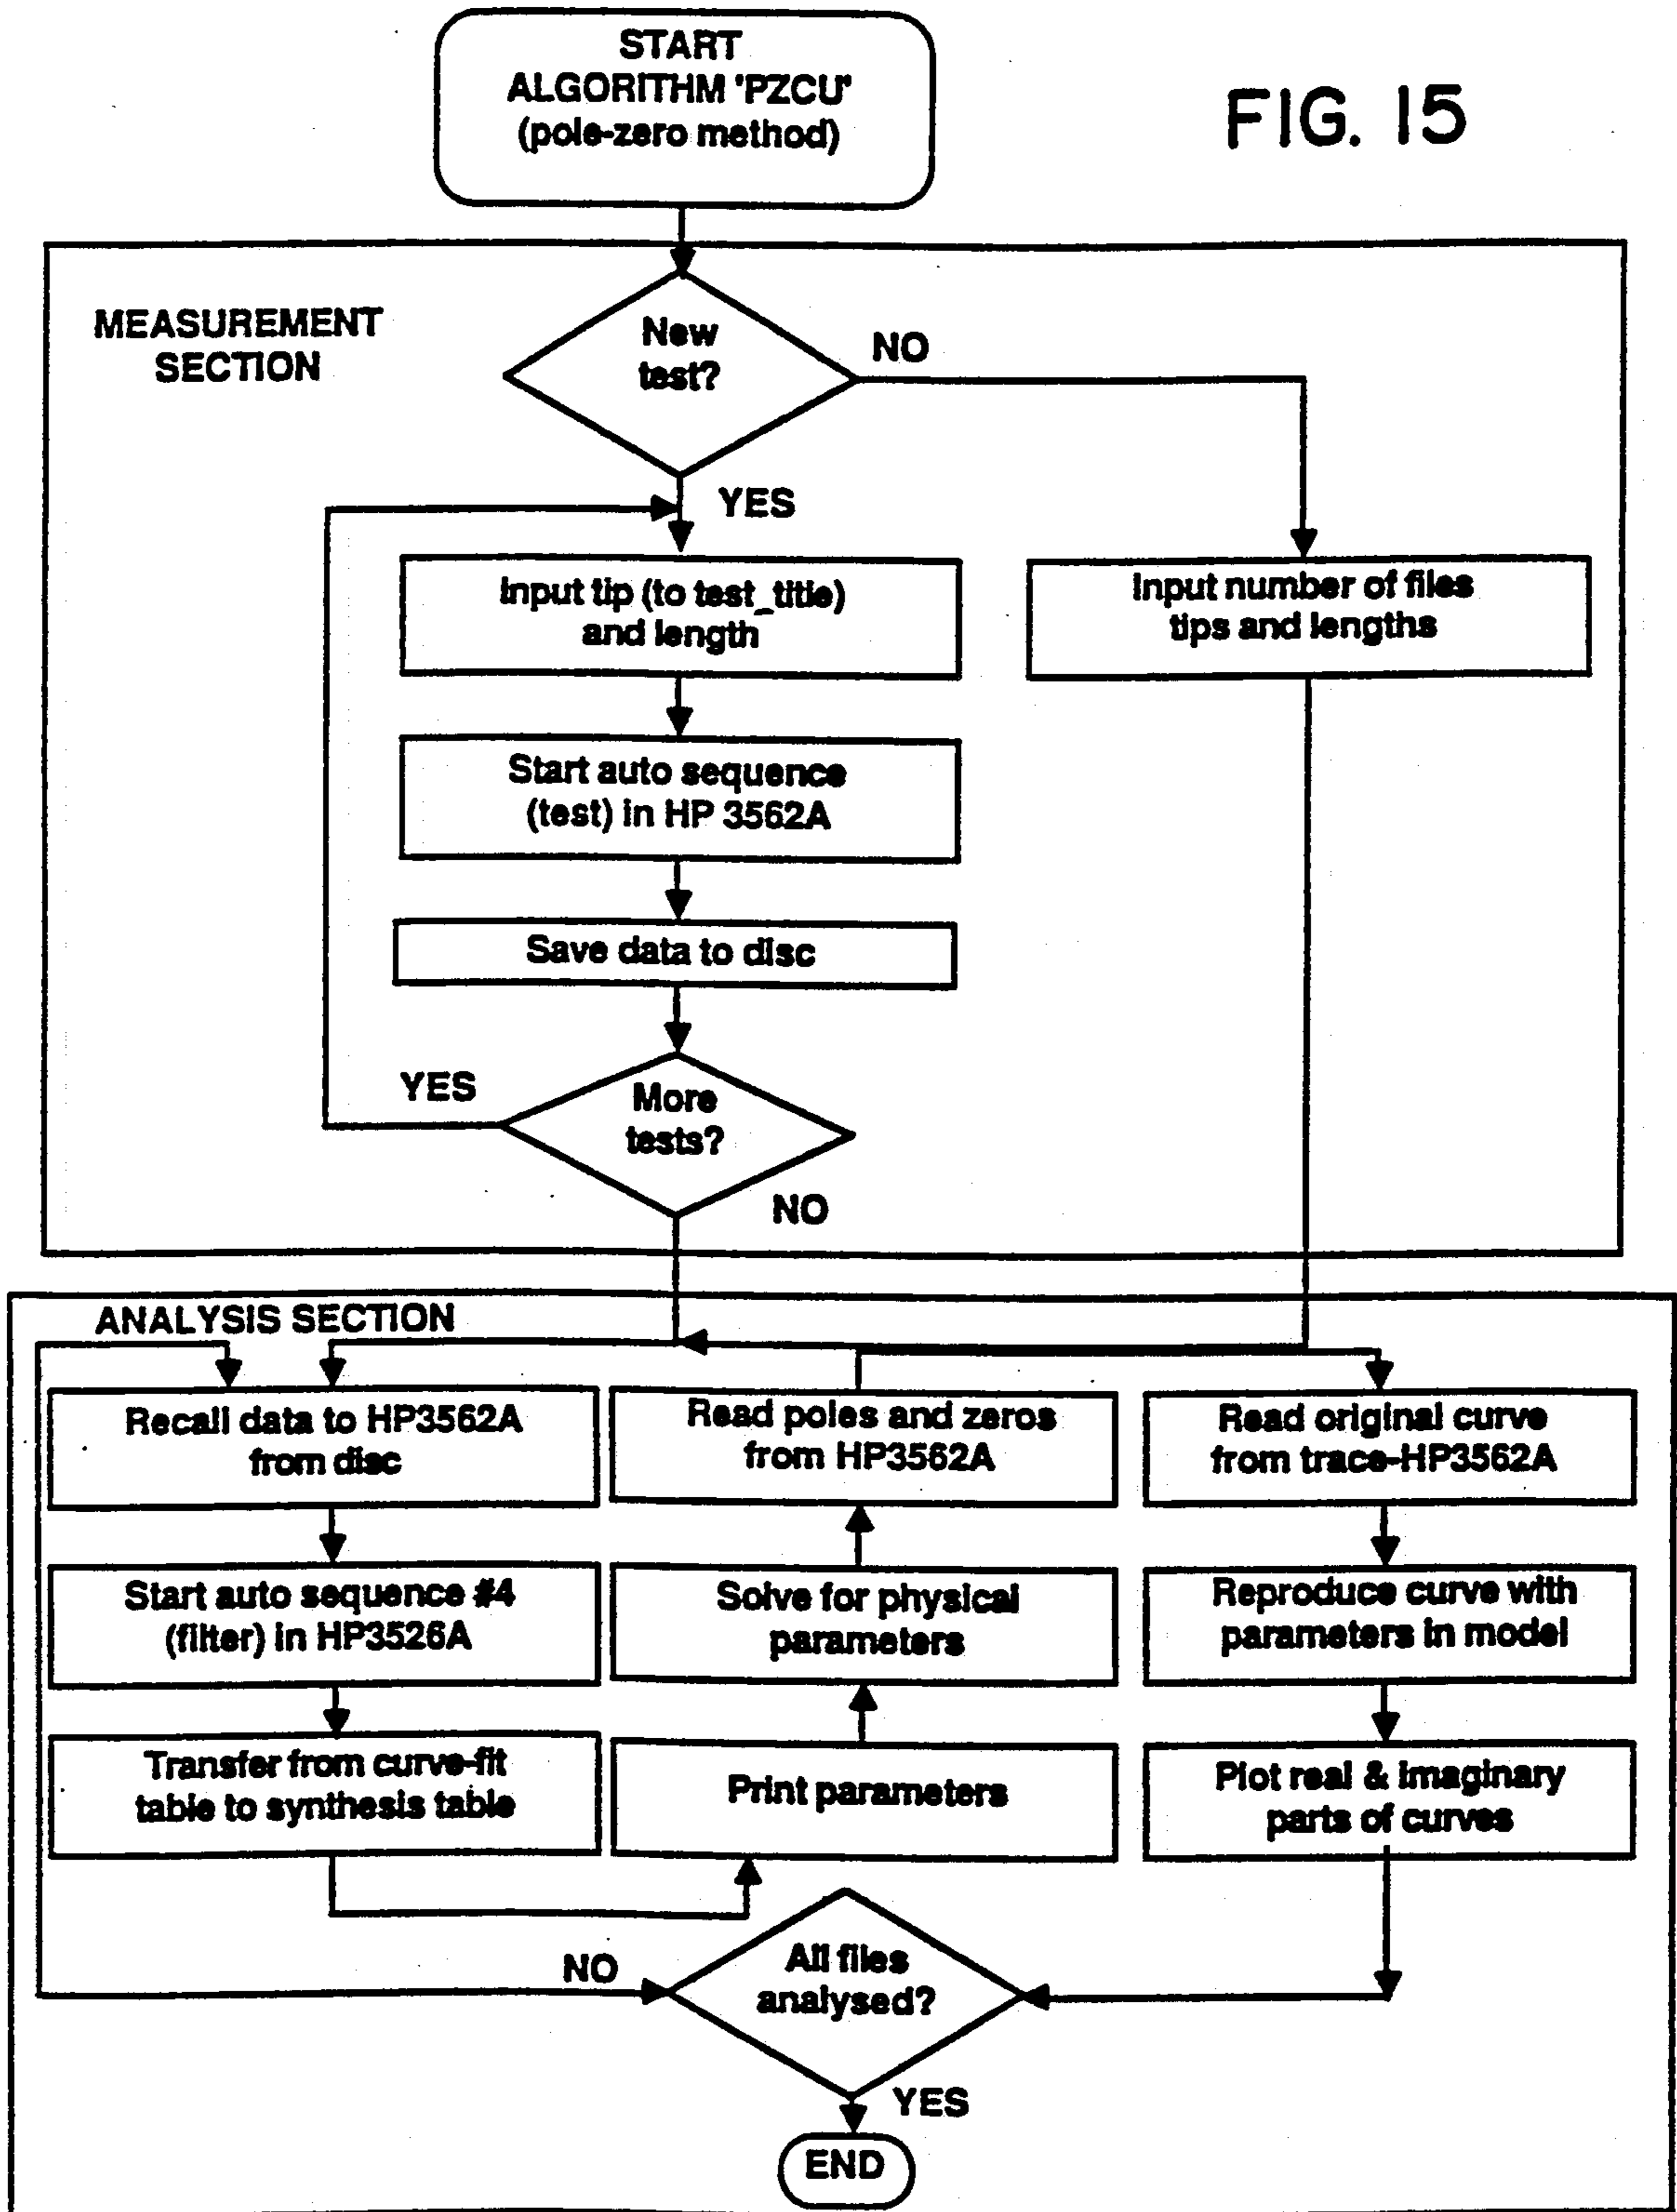 START
ALGORITHM 'PZCU'
(pole-zero method)
FIG. 15
MEASUREMENT
SECTION
New
test?
NO
YES
Input tip (to test_title)
and length
Input number of files
tips and lengths
Start auto sequence
(test) in HP 3562A
Save data to disc
YES
More
tests?
NO
ANALYSIS SECTION
Recall data to HP3562A
from disc
Read poles and zeros
from HP3562A
Read original curve
from trace-HP3562A
Start auto sequence #4
(filter) in HP3526A
Solve for physical
parameters
Reproduce curve with
parameters in model
Transfer from curve-fit
table to synthesis table
Print parameters
Plot real & imaginary
parts of curves
NO
All files
analysed?
YES
END